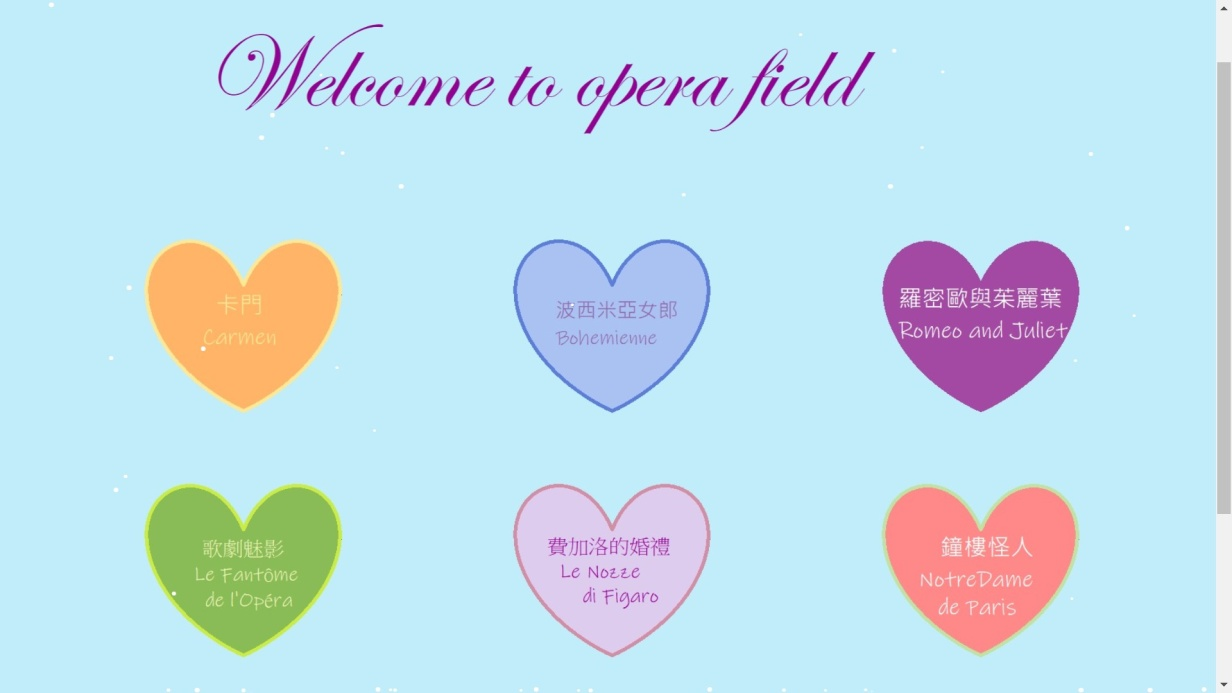 Welcome to opera field
卡門
Carmen
波西米亞女郎
Bohemienne
羅密歐與茱麗葉
Romeo and Juliet
歌劇魅影
Le Fantôme
de l'Opéra
費加洛的婚禮
Le Nozze
di Figaro
鐘樓怪人
NotreDame
de Paris